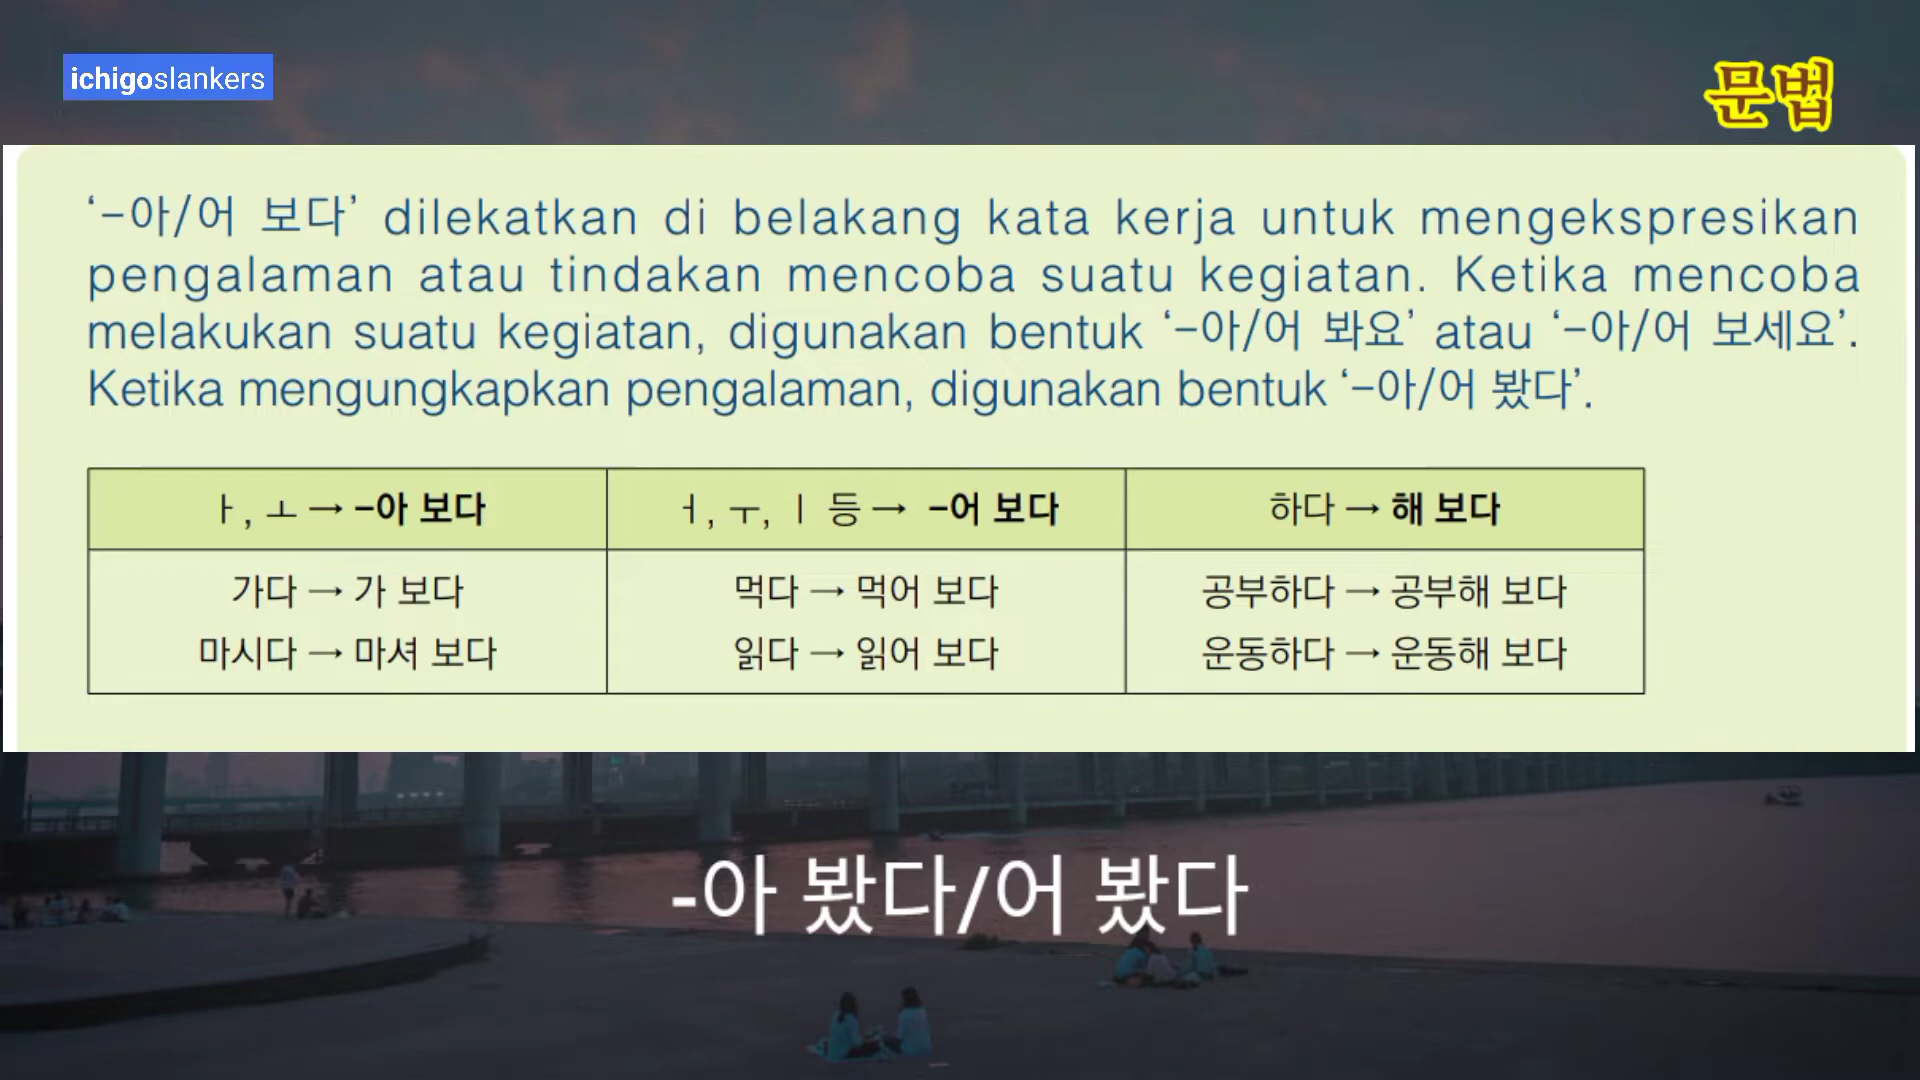 ichigoslankers
문법
‘-아/어 보다’ dilekatkan di belakang kata kerja untuk mengekspresikan
pengalaman atau tindakan mencoba suatu kegiatan. Ketika mencoba
melakukan suatu kegiatan, digunakan bentuk ‘-아/어 봐요’ atau ‘-아/어 보세요’.
Ketika mengungkapkan pengalaman, digunakan bentuk ‘-아/어 봤다’.
ㅏ, ㅗ → -아 보다
ㅓ, ㅜ, ㅣ 등 → -어 보다
하다 → 해 보다
가다 → 가 보다
먹다 → 먹어 보다
공부하다 → 공부해 보다
마시다 → 마셔 보다
읽다 → 읽어 보다
운동하다 → 운동해 보다
-아 봤다/어 봤다